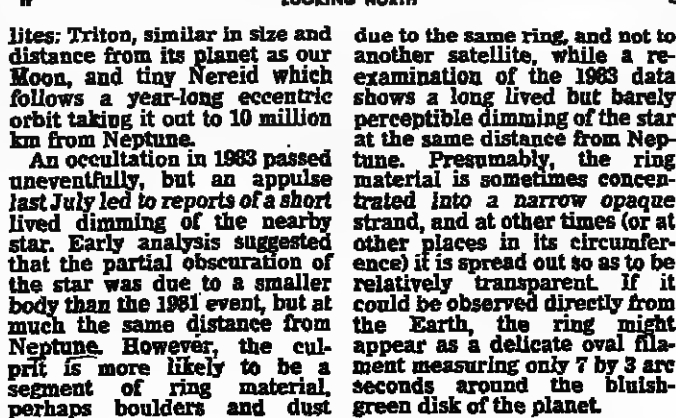 LOOKING NORTH
lites: Triton, similar in size and
distance from its planet as our
Moon, and tiny Nereid which
follows a year-long eccentric
orbit taking it out to 10 million
km from Neptune.
An occultation in 1983 passed
uneventfully, but an appulse
last July led to reports of a short
lived dimming of the nearby
star. Early analysis suggested
that the partial obscuration of
the star was due to a smaller
body than the 1981 event, but at
much the same distance from
Neptune. However, the cul-
prit is more likely to be a
segment of ring material,
perhaps boulders and dust
due to the same ring, and not to
another satellite, while a re-
examination of the 1983 data
shows a long lived but barely
perceptible dimming of the star
at the same distance from Nep-
tune. Presumably, the ring
material is sometimes concen-
trated into a narrow opaque
strand, and at other times (or at
other places in its circumfer-
ence) it is spread out so as to be
relatively transparent. If it
could be observed directly from
the Earth, the ring might
appear as a delicate oval fila-
ment measuring only 7 by 3 arc
seconds around the bluish-
green disk of the planet.